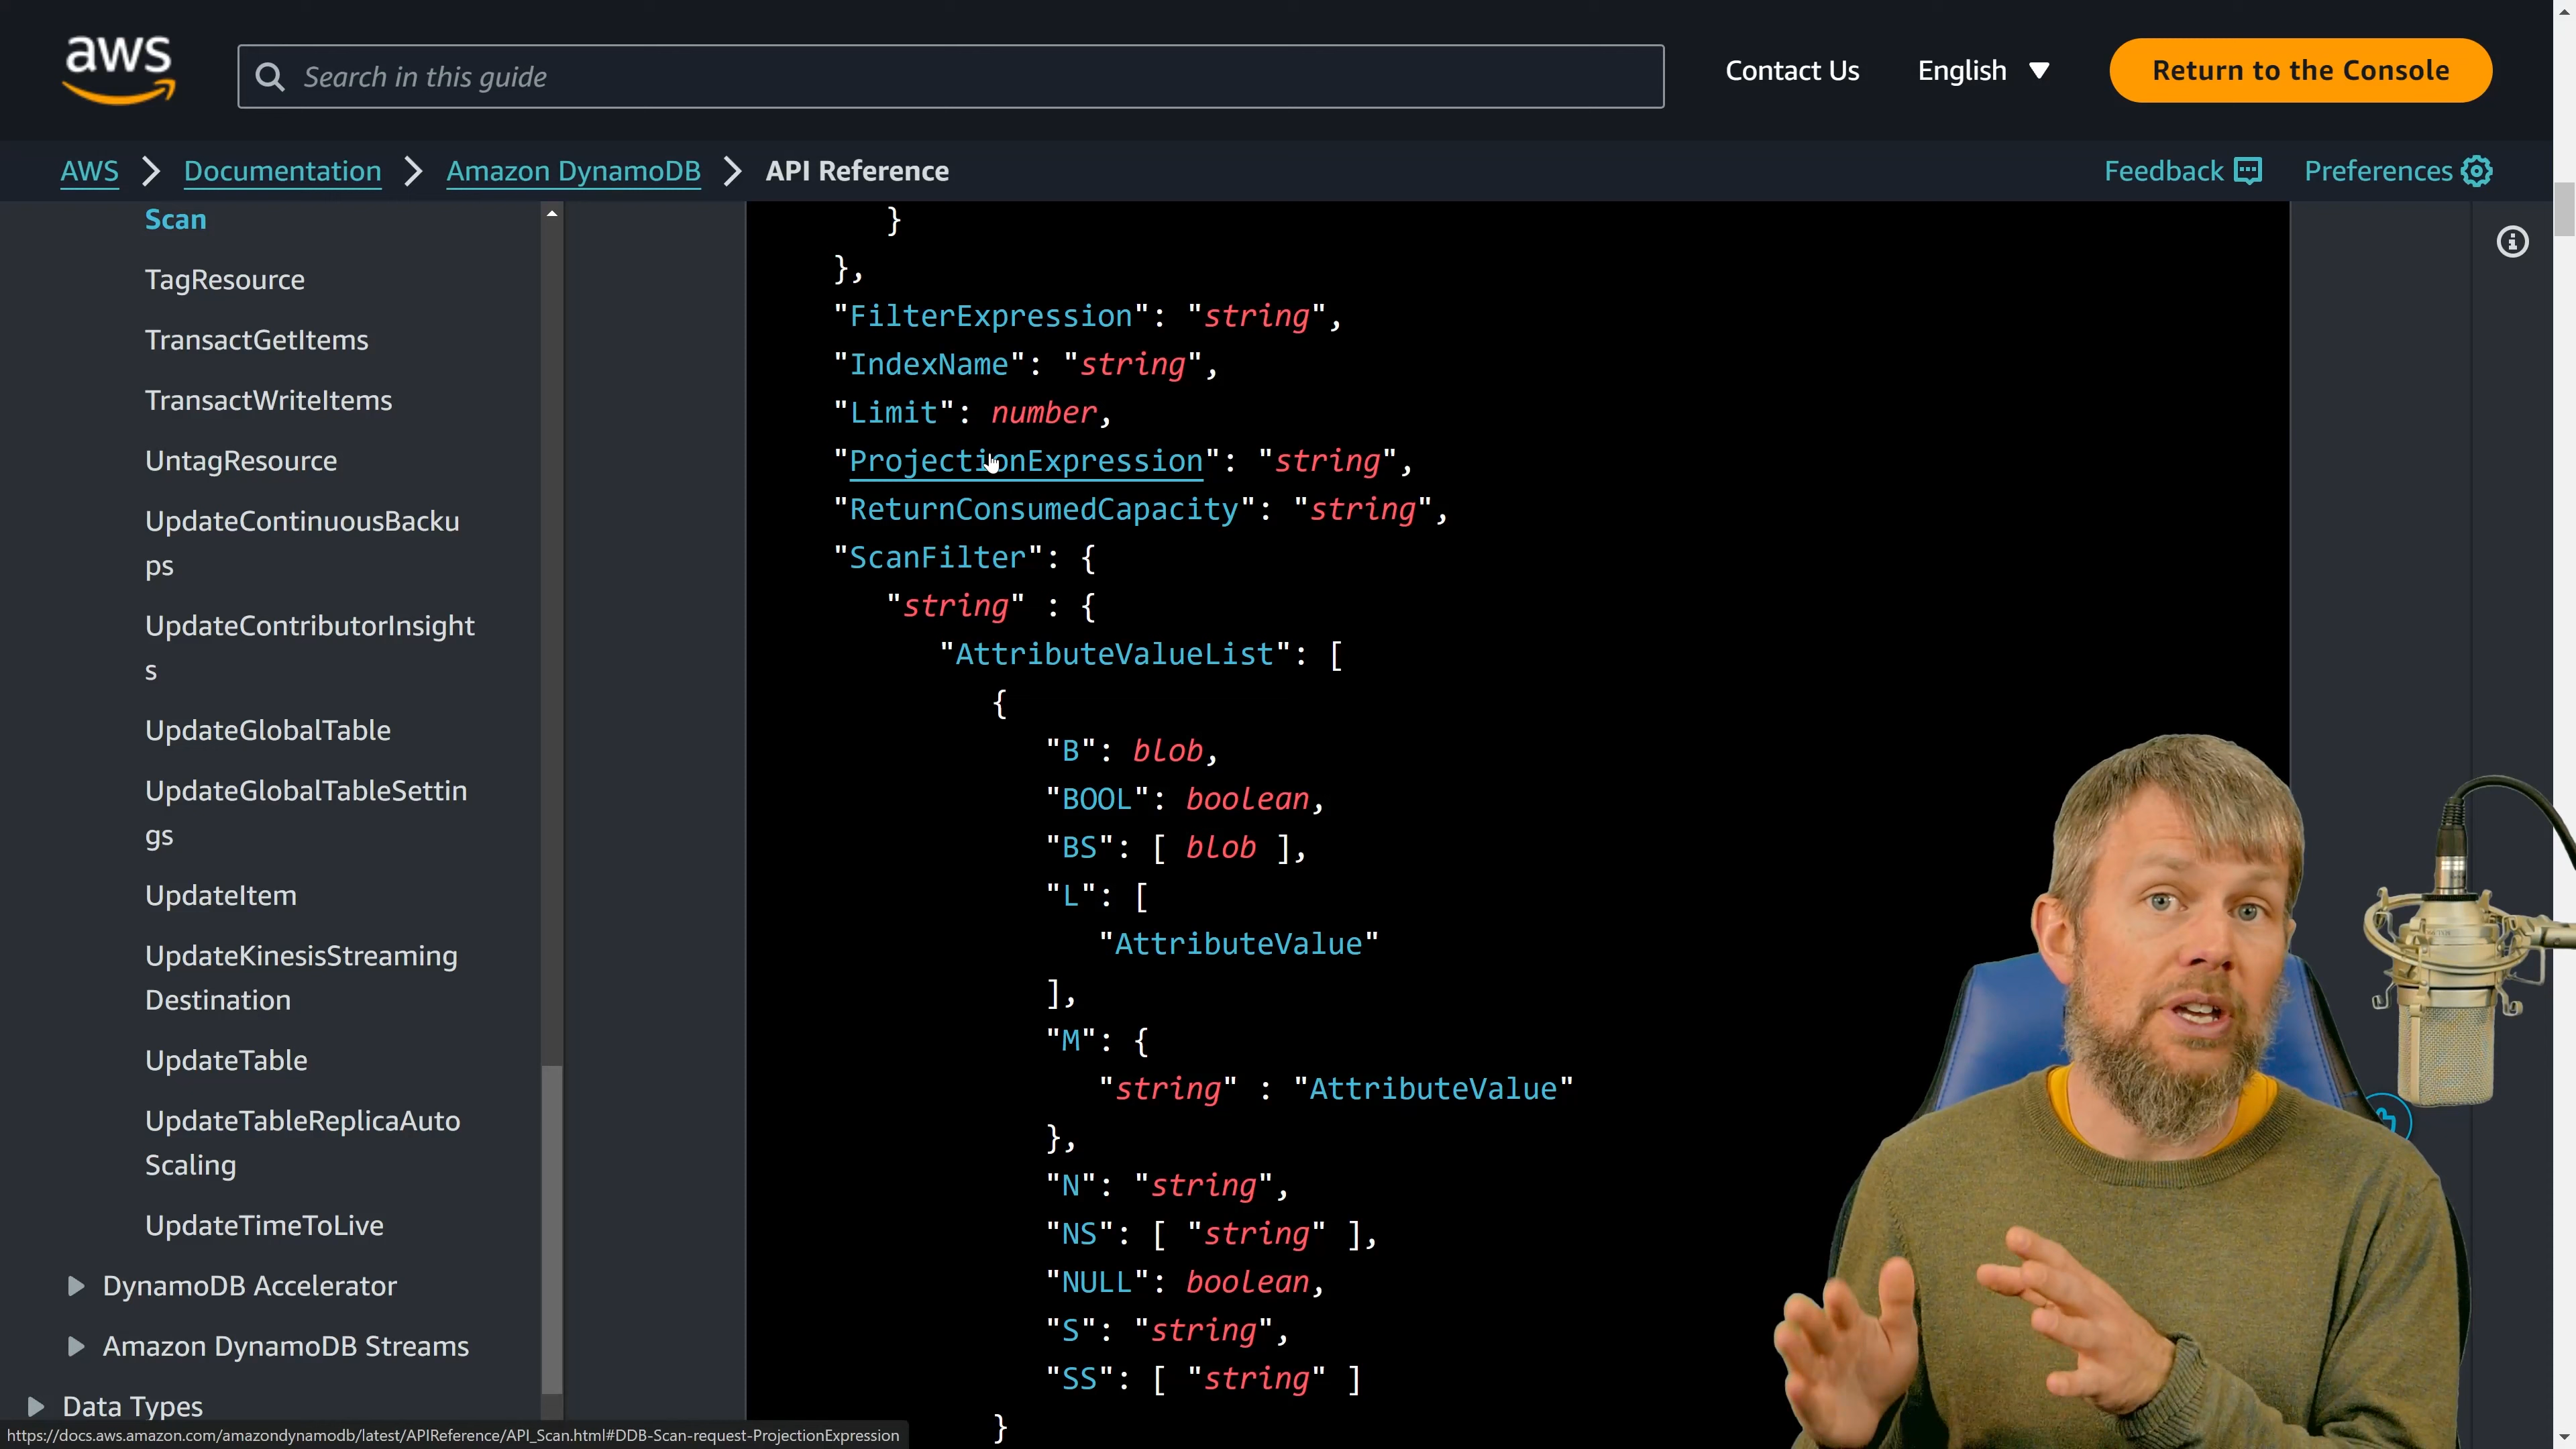 aws
Search in this guide
Contact Us
English
Return to the Console
AWS
Documentation
Amazon DynamoDB
API Reference
Feedback
Preferences
Scan
TagResource
TransactGetItems
TransactWriteItems
UntagResource
UpdateContinuousBacku
ps
UpdateContributorInsight
s
UpdateGlobalTable
UpdateGlobalTableSettin
gs
UpdateItem
UpdateKinesisStreaming
Destination
UpdateTable
UpdateTableReplicaAuto
Scaling
UpdateTimeToLive
DynamoDB Accelerator
Amazon DynamoDB Streams
Data Types
}
},
"FilterExpression": "string",
"IndexName": "string",
"Limit": number,
"ProjectionExpression": "string",
"ReturnConsumedCapacity": "string",
"ScanFilter": {
"string" : {
"AttributeValueList": [
{
"B": blob,
"BOOL": boolean,
"BS": [ blob ],
"L": [
"AttributeValue"
],
"M": {
"string" : "AttributeValue"
},
"N": "string",
"NS": [ "string" ],
"NULL": boolean,
"S": "string",
"SS": [ "string" ]
}
https://docs.aws.amazon.com/amazondynamodb/latest/APIReference/API_Scan.html#DDB-Scan-request-ProjectionExpression